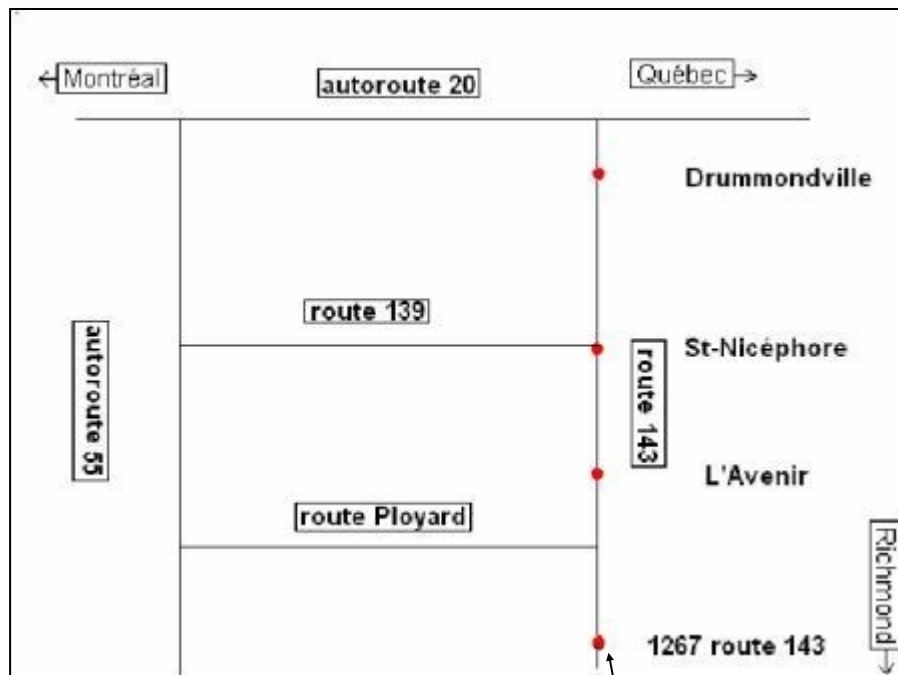 Montréal
autoroute 20
Québec
Drummondville
route 139
St-Nicéphore
autoroute 55
route 143
L'Avenir
route Ployard
Richmond
1267 route 143